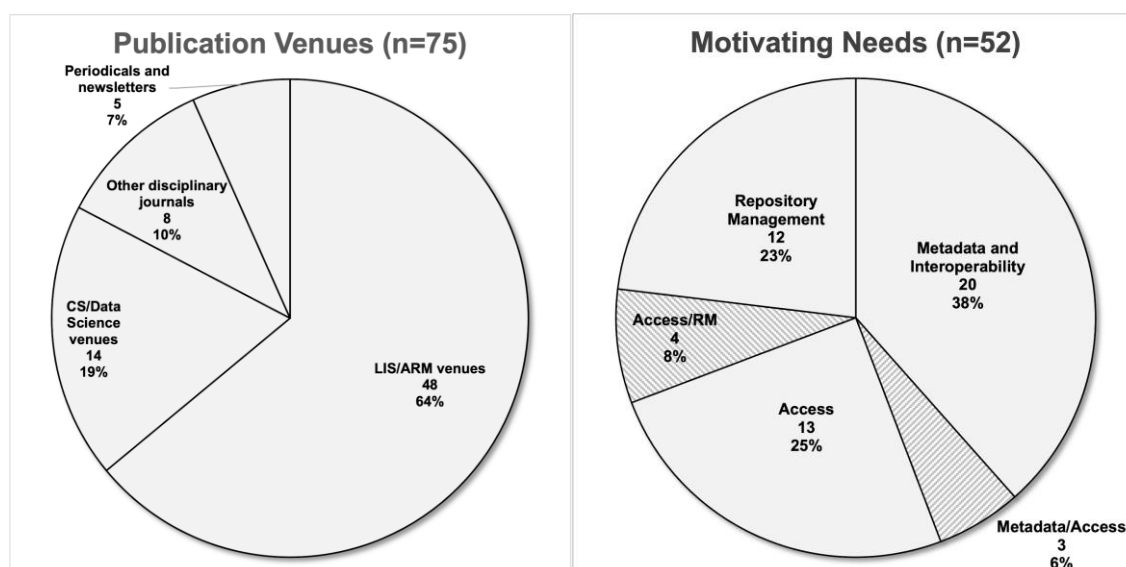 Publication Venues (n=75)
Periodicals and
newsletters
5
7%
Other disciplinary
journals
8
10%
CS/Data
Science
venues
14
19%
LIS/ARM venues
48
64%
Motivating Needs (n=52)
Repository
Management
12
23%
Metadata and
Interoperability
20
38%
Access/RM
4
8%
Access
13
25%
Metadata/Access
3
6%